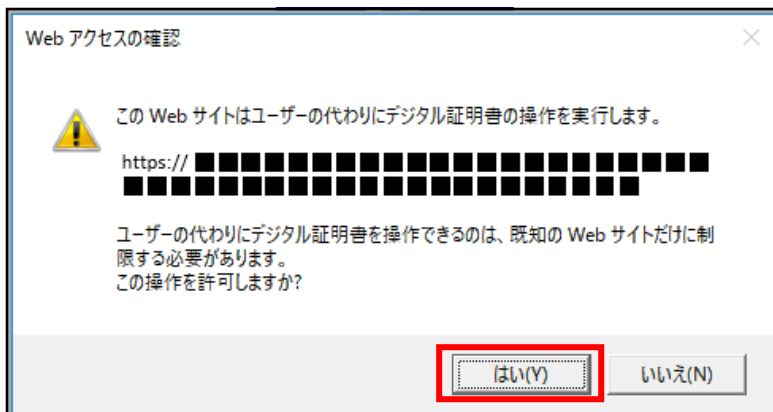 Web アクセスの確認
この Web サイトはユーザーの代わりにデジタル証明書の操作を実行します。
https://
ユーザーの代わりにデジタル証明書を操作できるのは、既知の Web サイトだけに制
限する必要があります。
この操作を許可しますか?
はい(Y)
いいえ(N)